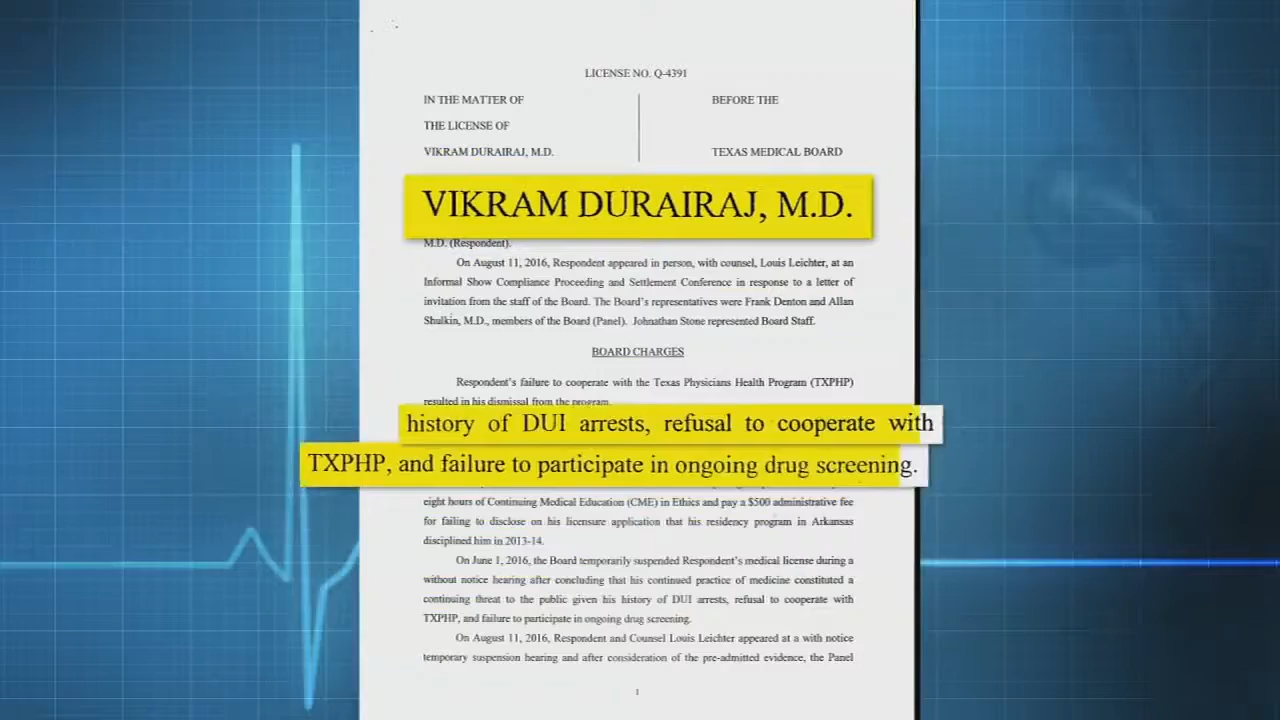 LICENSE NO. Q-4391
IN THE MATTER OF
THE LICENSE OF
VIKRAM DURAIRAJ, M.D.
BEFORE THE
TEXAS MEDICAL BOARD
VIKRAM DURAIRAJ, M.D.
M.D. (Respondent).
On August 11, 2016, Respondent appeared in person, with counsel, Louis Leichter, at an
Informal Show Compliance Proceeding and Settlement Conference in response to a letter of
invitation from the staff of the Board. The Board's representatives were Frank Denton and Allan
Shulkin, M.D., members of the Board (Panel). Johnathan Stone represented Board Staff.
BOARD CHARGES
Respondent's failure to cooperate with the Texas Physicians Health Program (TXPHP)
resulted in his dismissal from the program.
history of DUI arrests, refusal to cooperate with
TXPHP, and failure to participate in ongoing drug screening.
eight hours of Continuing Medical Education (CME) in Ethics and pay a $500 administrative fee
for failing to disclose on his licensure application that his residency program in Arkansas
disciplined him in 2013-14.
On June 1, 2016, the Board temporarily suspended Respondent's medical license during a
without notice hearing after concluding that his continued practice of medicine constituted a
continuing threat to the public given his history of DUI arrests, refusal to cooperate with
TXPHP, and failure to participate in ongoing drug screening.
On August 11, 2016, Respondent and Counsel Louis Leichter appeared at a with notice
temporary suspension hearing and after consideration of the pre-admitted evidence, the Panel
1